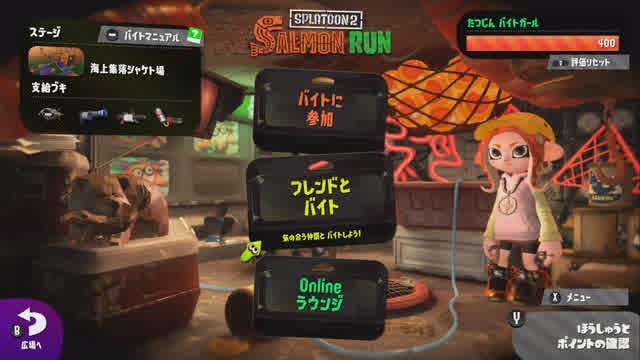 ステージ
− バイトマニュアル ?
海上集落シャケト場
支給ブキ
SPLATOON2
SALMON RUN
たつじん バイトガール
400
評価リセット
バイトに
参加
フレンドと
バイト
気の合う仲間と バイトしよう!
Online
ラウンジ
B
広場へ
X メニュー
Y
ほうしゅうと
ポイントの確認